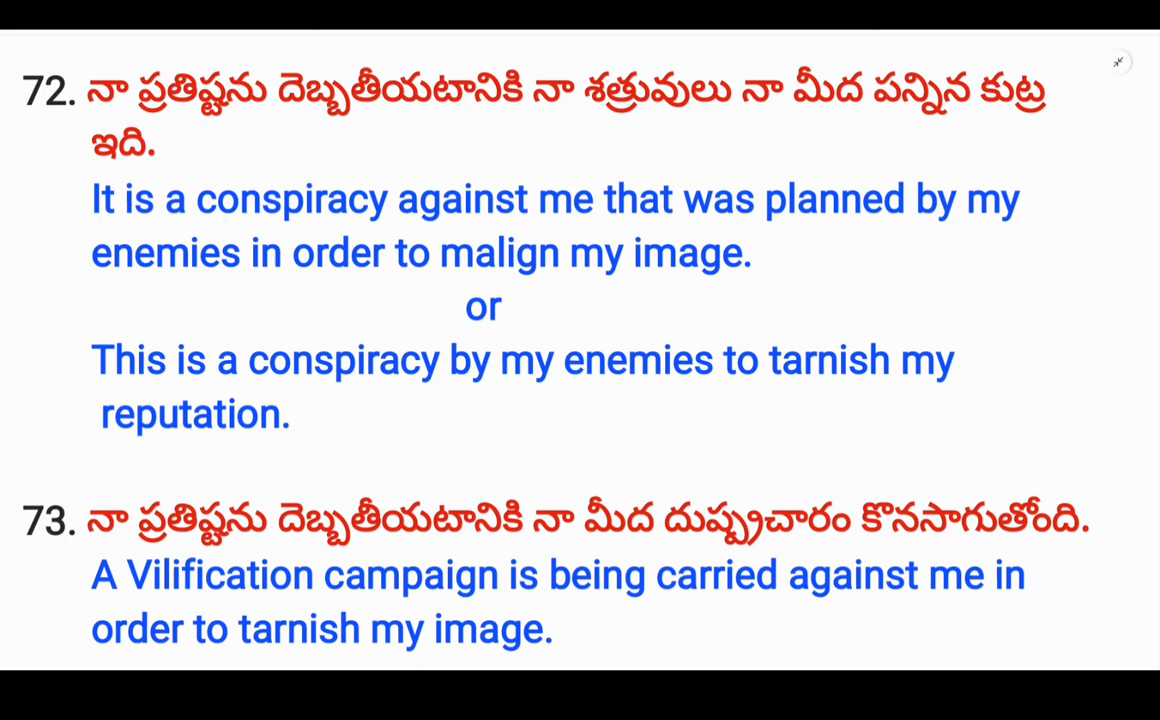 72. నా ప్రతిష్టను దెబ్బతీయటానికి నా శత్రువులు నా మీద పన్నిన కుట్ర
ఇది.
It is a conspiracy against me that was planned by my
enemies in order to malign my image.
or
This is a conspiracy by my enemies to tarnish my
reputation.
73. నా ప్రతిష్టను దెబ్బతీయటానికి నా మీద దుష్ప్రచారం కొనసాగుతోంది.
A Vilification campaign is being carried against me in
order to tarnish my image.